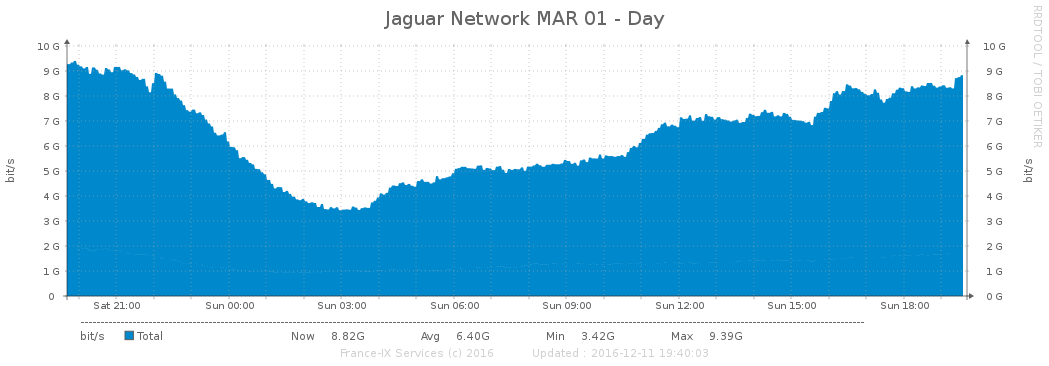 Jaguar Network MAR 01 - Day
RRDTOOL / TOBI OETIKER
bit/s
10 G
9 G
8 G
7 G
6 G
5 G
4 G
3 G
2 G
1 G
0
10 G
9 G
8 G
7 G
6 G
5 G
4 G
3 G
2 G
1 G
0 G
bit/s
Sat 21:00 Sun 00:00 Sun 03:00 Sun 06:00 Sun 09:00 Sun 12:00 Sun 15:00 Sun 18:00
bit/s Total Now 8.82G Avg 6.40G Min 3.42G Max 9.39G
France-IX Services (c) 2016 Updated : 2016-12-11 19:40:03